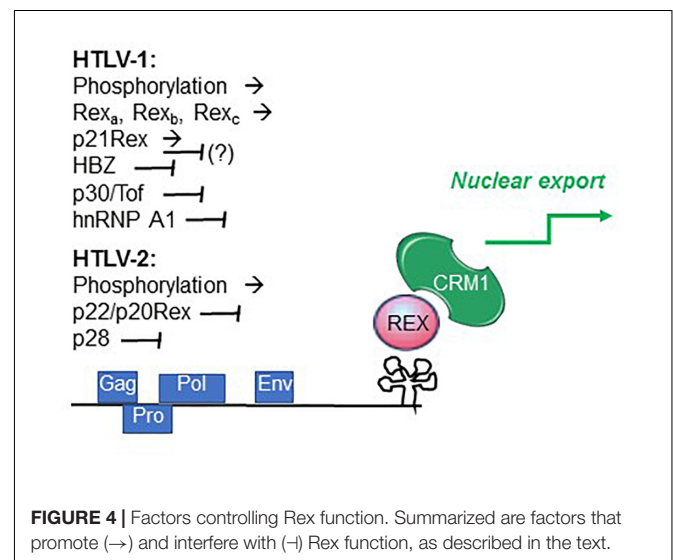 HTLV-1:
Phosphorylation →
Rexa, Rexb, Rexc →
p21Rex →
⊣(?)
HBZ ⊣
p30/Tof ⊣
hnRNP A1 ⊣
HTLV-2:
Phosphorylation →
p22/p20Rex ⊣
p28 ⊣
Nuclear export
CRM1
REX
Gag Pol Env
Pro
FIGURE 4 | Factors controlling Rex function. Summarized are factors that
promote (→) and interfere with (⊣) Rex function, as described in the text.